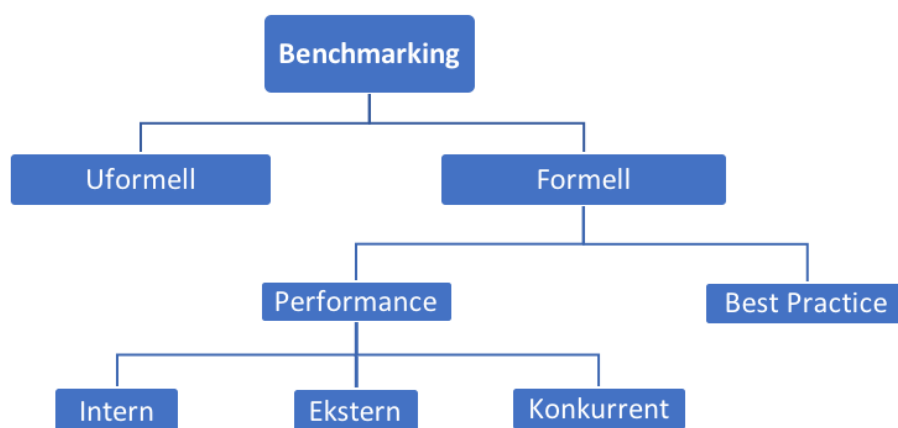 Benchmarking
Uformell
Formell
Performance
Best Practice
Intern
Ekstern
Konkurrent